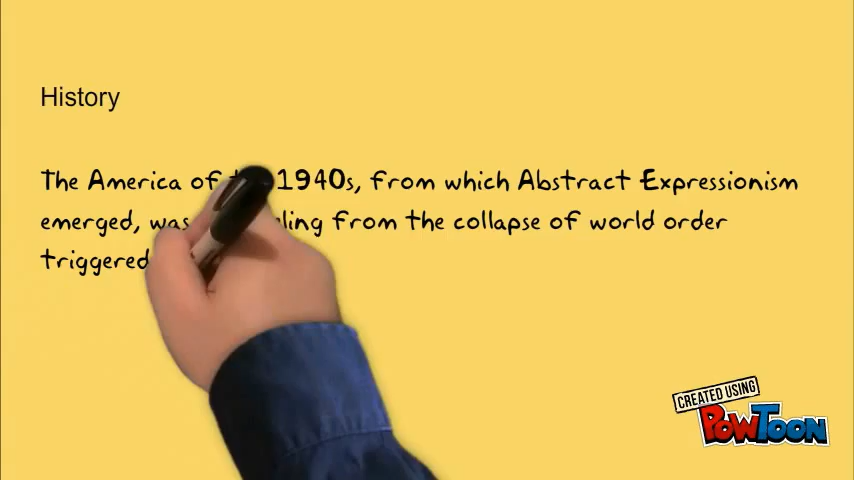 History
The America of 1940s, from which Abstract Expressionism
emerged, was from the collapse of world order
triggered
CREATED USING
POWTOON